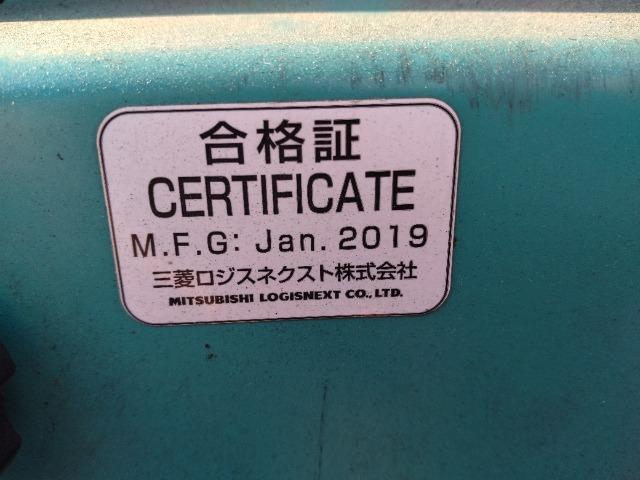 合格証
CERTIFICATE
M.F.G: Jan. 2019
三菱ロジスネクスト株式会社
MITSUBISHI LOGISNEXT CO., LTD.